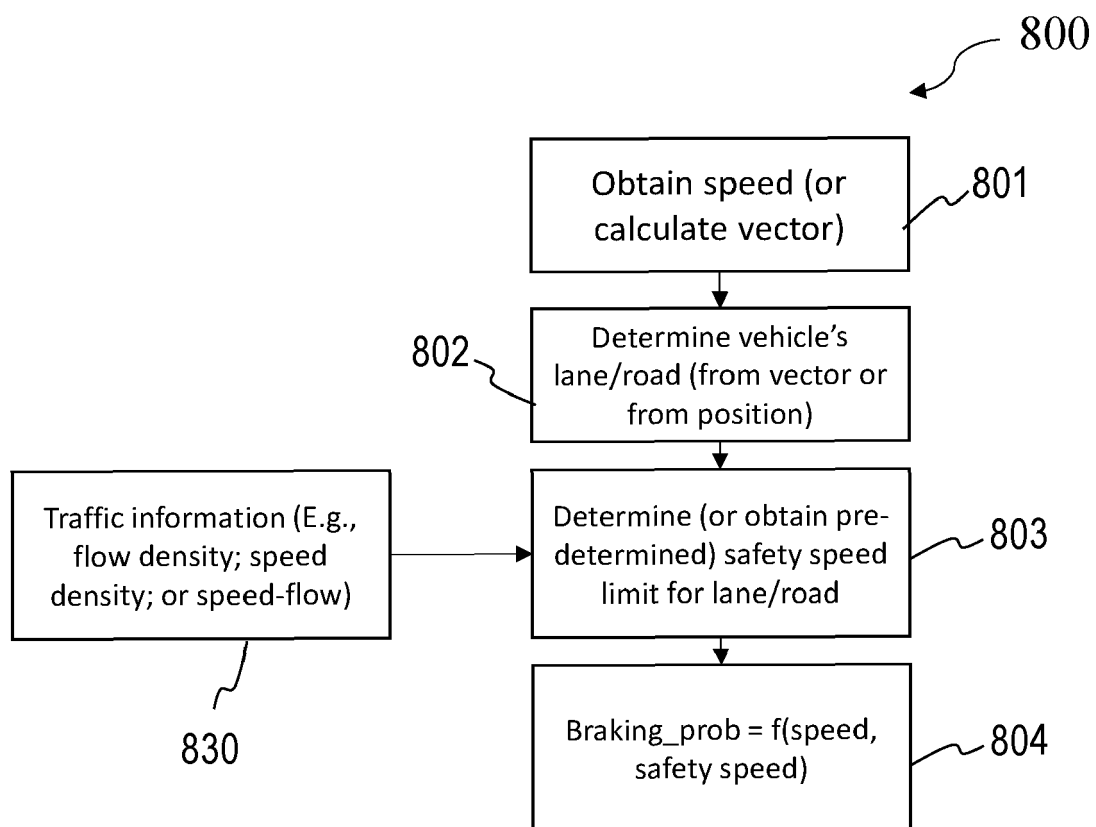 800
Obtain speed (or
calculate vector)
801
802
Determine vehicle’s
lane/road (from vector or
from position)
Traffic information (E.g.,
flow density; speed
density; or speed-flow)
830
Determine (or obtain pre-
determined) safety speed
limit for lane/road
803
Braking_prob = f(speed,
safety speed)
804